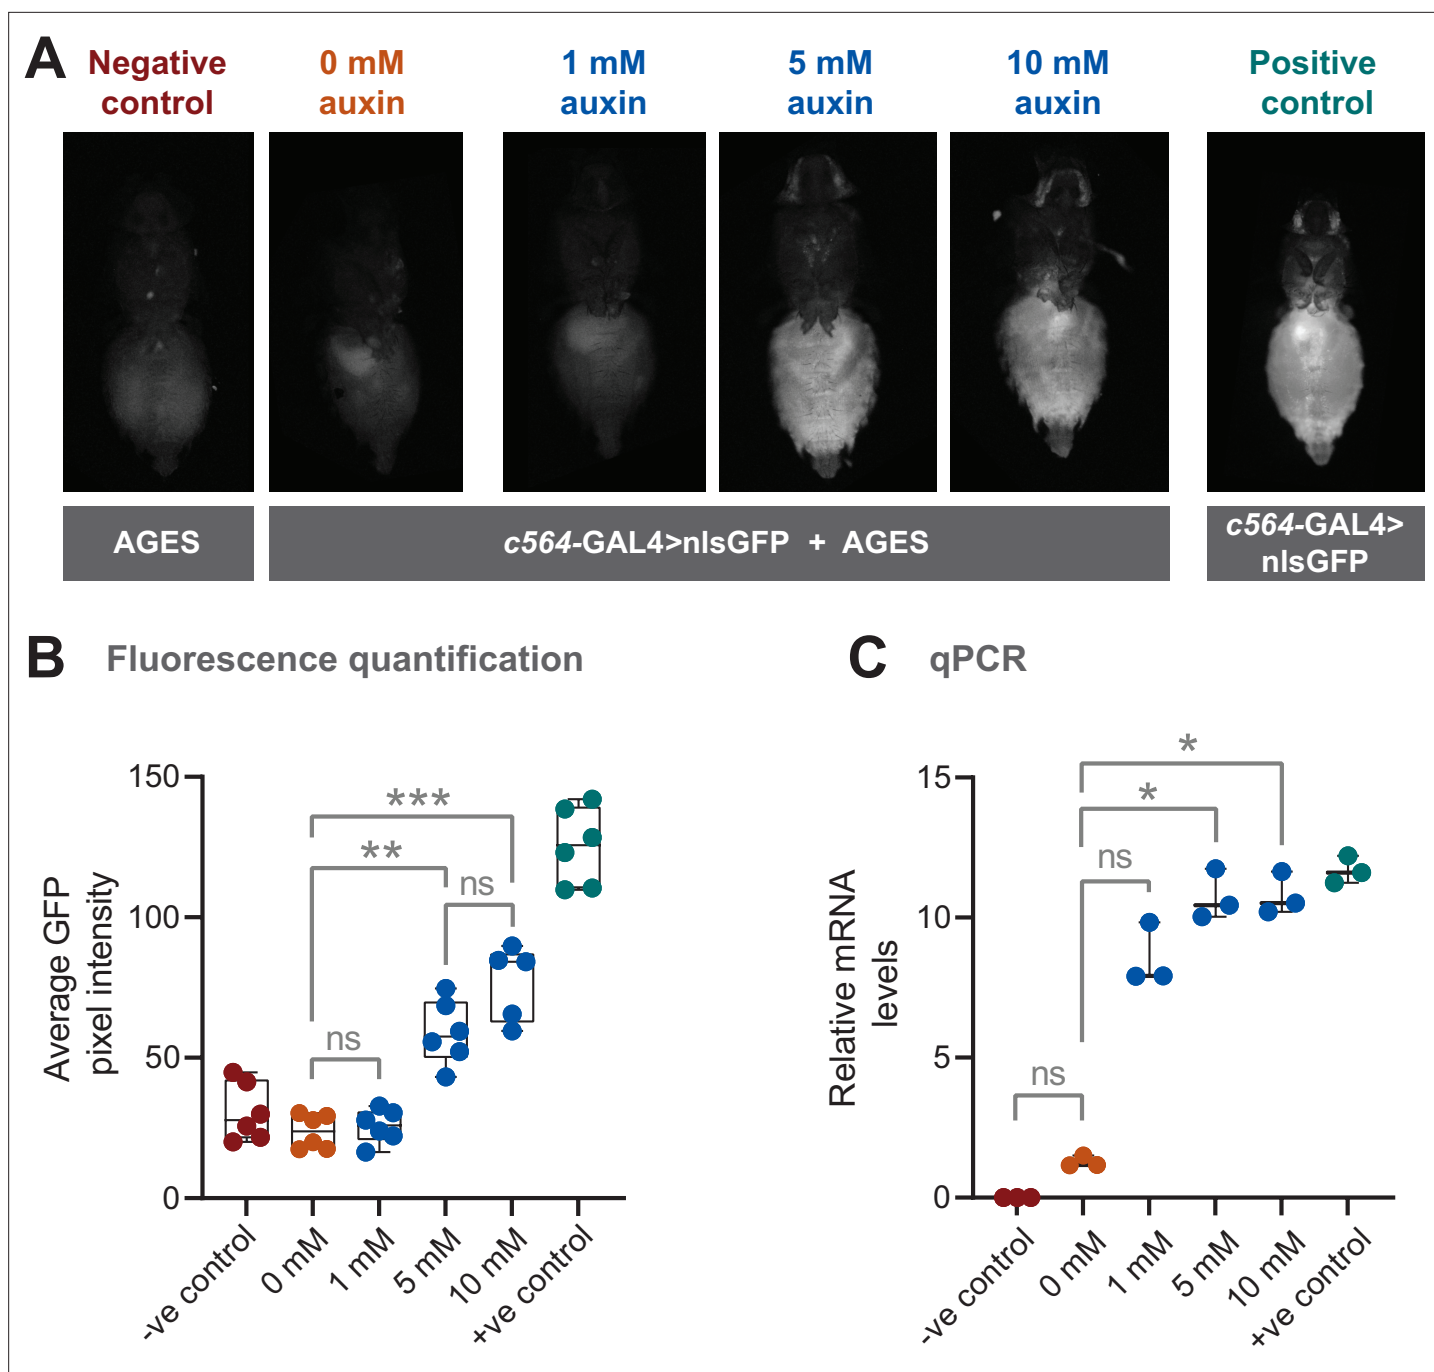 A
Negative
control
0 mM
auxin
1 mM
auxin
5 mM
auxin
10 mM
auxin
Positive
control
AGES
c564-GAL4>nlsGFP + AGES
c564-GAL4>
nlsGFP
B Fluorescence quantification
Average GFP
pixel intensity
150
100
50
0
***
**
ns
ns
-ve control
0 mM
1 mM
5 mM
10 mM
+ve control
C qPCR
Relative mRNA
levels
15
10
5
0
*
*
ns
ns
-ve control
0 mM
1 mM
5 mM
10 mM
+ve control